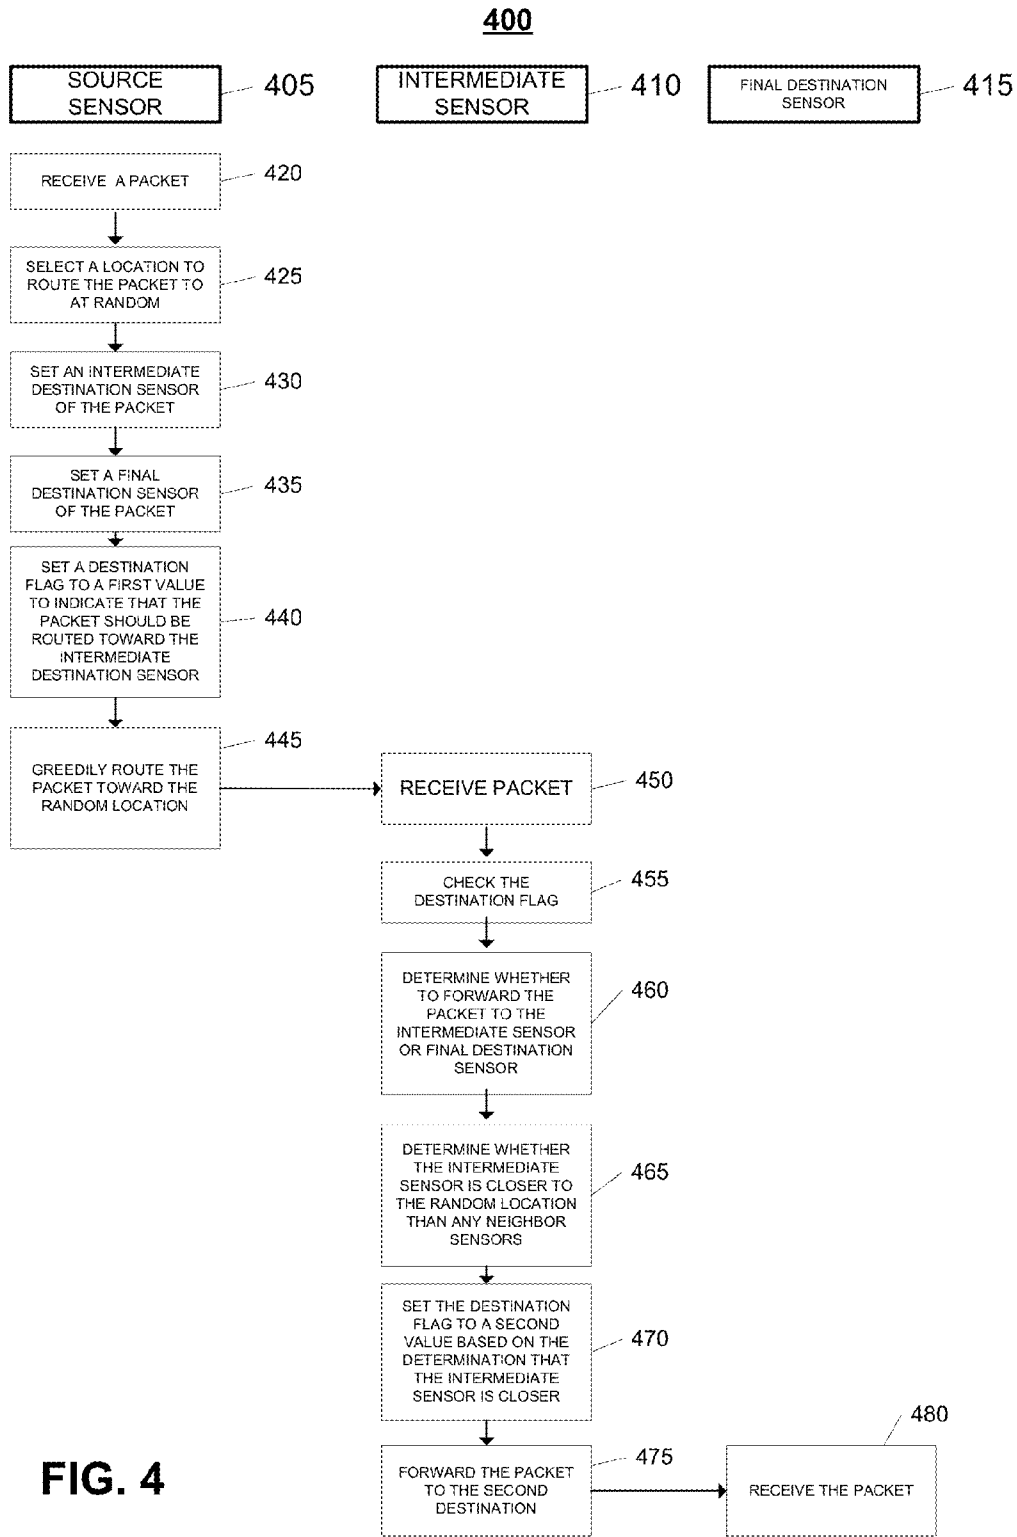 400
SOURCE
SENSOR
405
INTERMEDIATE
SENSOR
410
FINAL DESTINATION
SENSOR
415
RECEIVE A PACKET
420
SELECT A LOCATION TO
ROUTE THE PACKET TO
AT RANDOM
425
SET AN INTERMEDIATE
DESTINATION SENSOR
OF THE PACKET
430
SET A FINAL
DESTINATION SENSOR
OF THE PACKET
435
SET A DESTINATION
FLAG TO A FIRST VALUE
TO INDICATE THAT THE
PACKET SHOULD BE
ROUTED TOWARD THE
INTERMEDIATE
DESTINATION SENSOR
440
GREEDILY ROUTE THE
PACKET TOWARD THE
RANDOM LOCATION
445
RECEIVE PACKET
450
CHECK THE
DESTINATION FLAG
455
DETERMINE WHETHER
TO FORWARD THE
PACKET TO THE
INTERMEDIATE SENSOR
OR FINAL DESTINATION
SENSOR
460
DETERMINE WHETHER
THE INTERMEDIATE
SENSOR IS CLOSER TO
THE RANDOM LOCATION
THAN ANY NEIGHBOR
SENSORS
465
SET THE DESTINATION
FLAG TO A SECOND
VALUE BASED ON THE
DETERMINATION THAT
THE INTERMEDIATE
SENSOR IS CLOSER
470
FORWARD THE PACKET
TO THE SECOND
DESTINATION
475
RECEIVE THE PACKET
480
FIG. 4